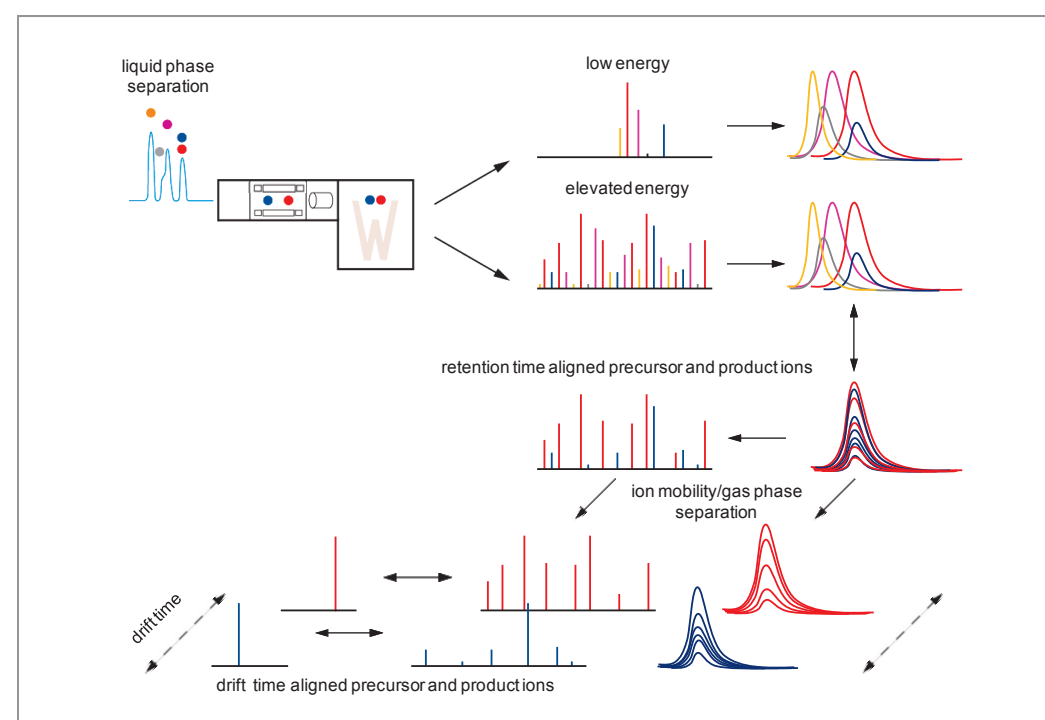 liquid phase
separation
low energy
elevated energy
W
retention time aligned precursor and product ions
ion mobility/gas phase
separation
drift time
drift time aligned precursor and product ions